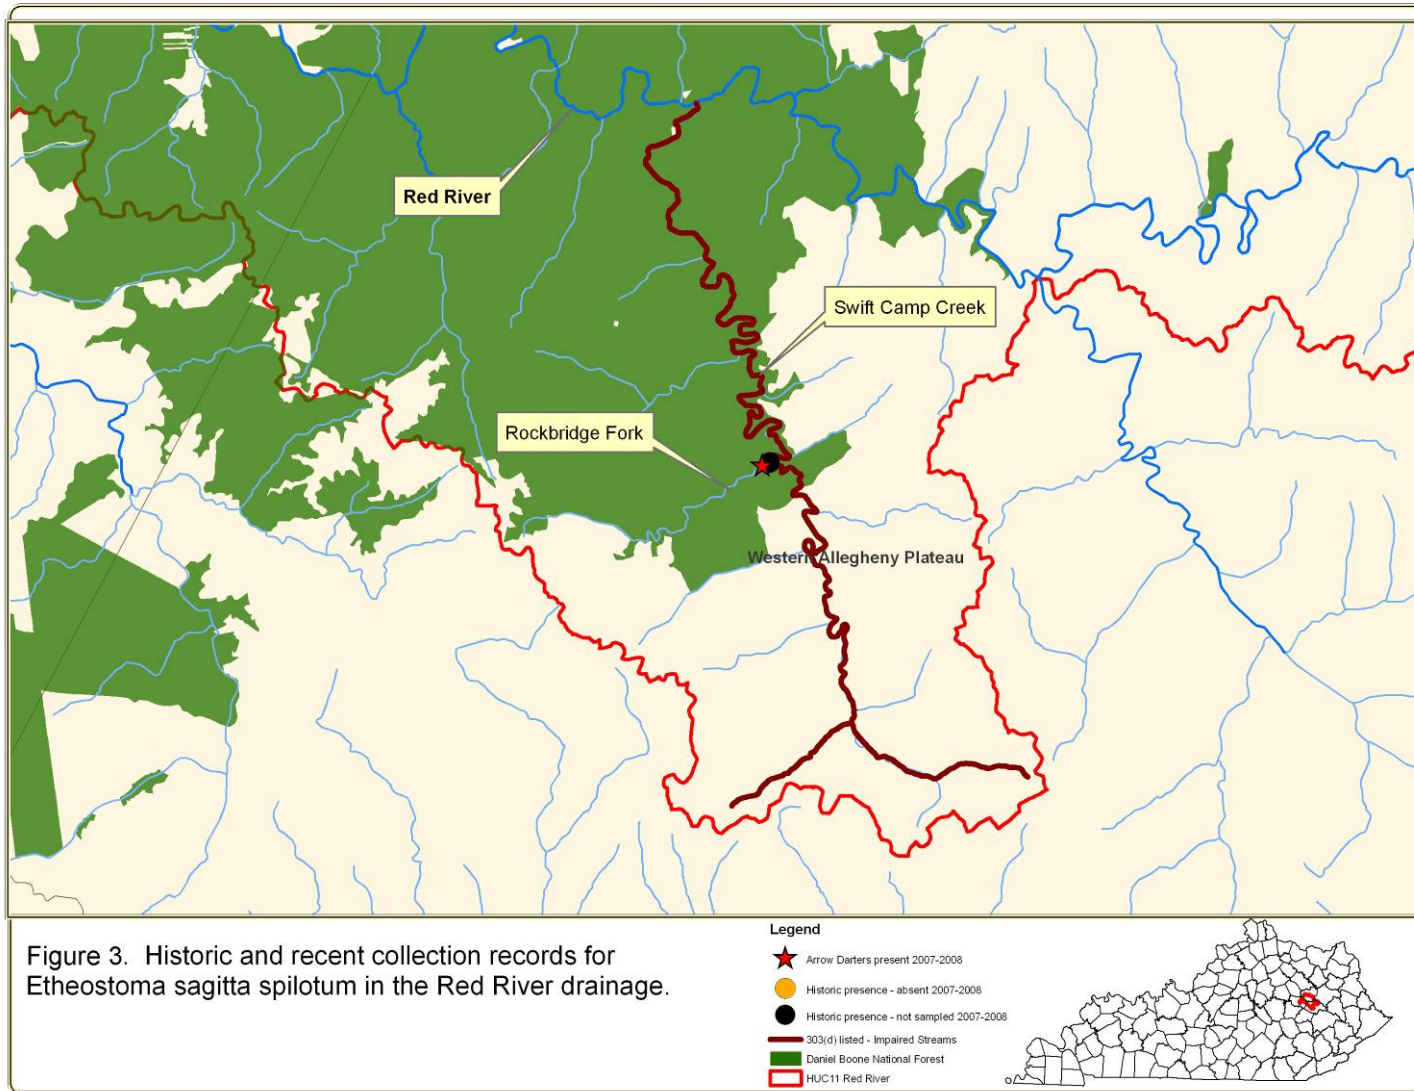 Red River
Swift Camp Creek
Rockbridge Fork
Western Allegheny Plateau
Figure 3. Historic and recent collection records for
Etheostoma sagitta spilotum in the Red River drainage.
Legend
Arrow Darters present 2007-2008
Historic presence - absent 2007-2008
Historic presence - not sampled 2007-2008
303(d) listed - Impaired Streams
Daniel Boone National Forest
HUC11 Red River